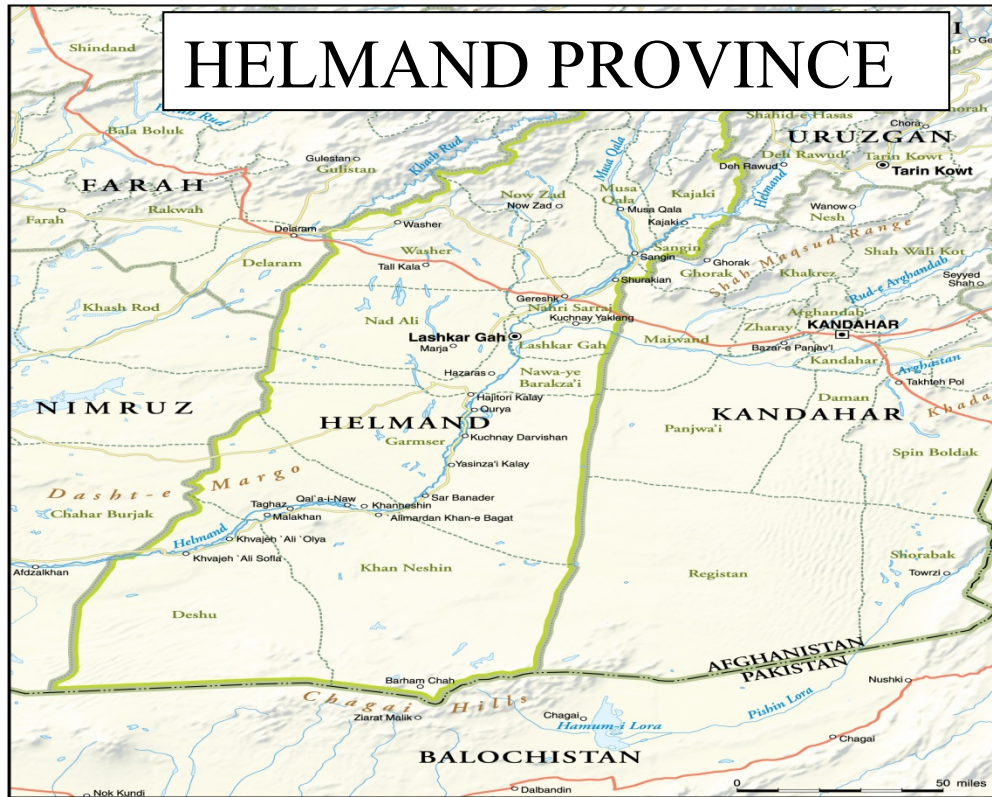 HELMAND PROVINCE
I
Shindand
Bala Boluk
Gulestan
Gulistan
Khash Rud
Musa Qala
Shahid-e Hasas
Chora
URUZGAN
Deh Rawud
Deli Rawud
Tarin Kowt
Tarin Kowt
FARAH
Farah
Rakwah
Now Zad
Now Zad
Musa
Qala
Musa Qala
Kajaki
Kajaki
Helmand
Wanow
Nesh
Delaram
Delaram
Washer
Washer
Tall Kala
Sangin
Sangin
Shurakian
Ghorak
Ghorak
Shah Maqsud Range
Khakrez
Shah Wali Kot
Rud-e Arghandab
Seyyed
Shah
Khash Rod
Nad Ali
Gereshk
Nahri Sarraj
Kuchnay Yaklang
Lashkar Gah
Lashkar Gah
Marja
Maiwand
Zharay
Arghandab
KANDAHAR
Bazar-e Panjav'i
Kandahar
Arghastan
Takhteh Pol
Hazaras
Nawa-ye
Barakza'i
Hajitori Kalay
Qurya
Daman
NIMRUZ
HELMAND
KANDAHAR
Garmser
Kuchnay Darvishan
Panjwa'i
Spin Boldak
Yasinza'i Kalay
Dasht-e Margo
Chahar Burjak
Taghaz
Qal`a-i-Naw
Malakhan
Khanneshin
Sar Banader
`Alimardan Khan-e Bagat
Helmand
Khvajeh `Ali `Olya
Khvajeh `Ali Sofla
Afdzalkhan
Khan Neshin
Registan
Shorabak
Towrzi
Deshu
AFGHANISTAN
PAKISTAN
Barham Chah
Chagai Hills
Ziarat Malik
Chagai
Hamum-i Lora
Pishin Lora
Nushki
Chagai
BALOCHISTAN
Nok Kundi
Dalbandin
0 50 miles